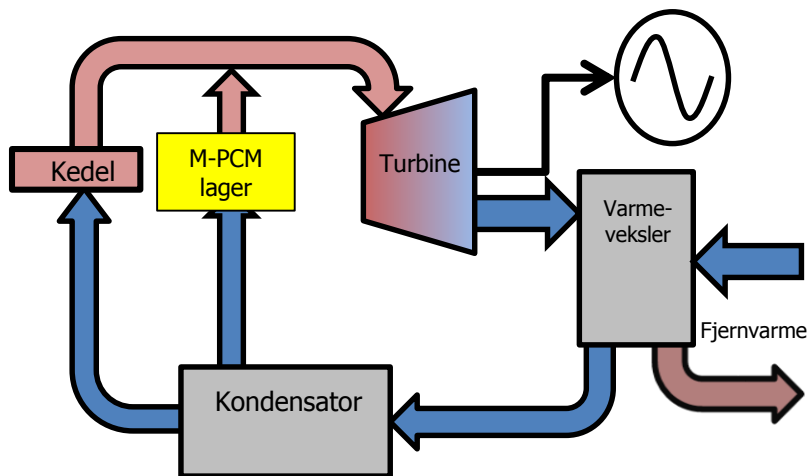 Kedel
M-PCM
lager
Turbine
Varme-
veksler
Fjernvarme
Kondensator